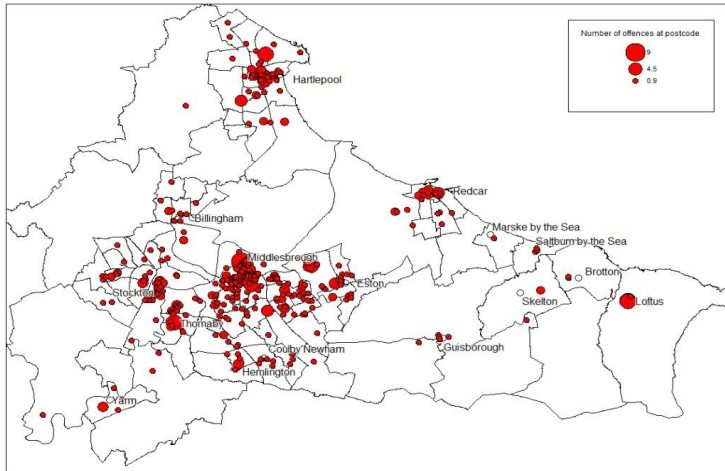 Number of offences at postcode
9
4.5
0.9
Hartlepool
Redcar
Billingham
Marske by the Sea
Saltburn by the Sea
Middlesbrough
Eston
Brotton
Stockton
Skelton
Loftus
Thornaby
Coulby Newham
Guisborough
Hemlington
Yarm